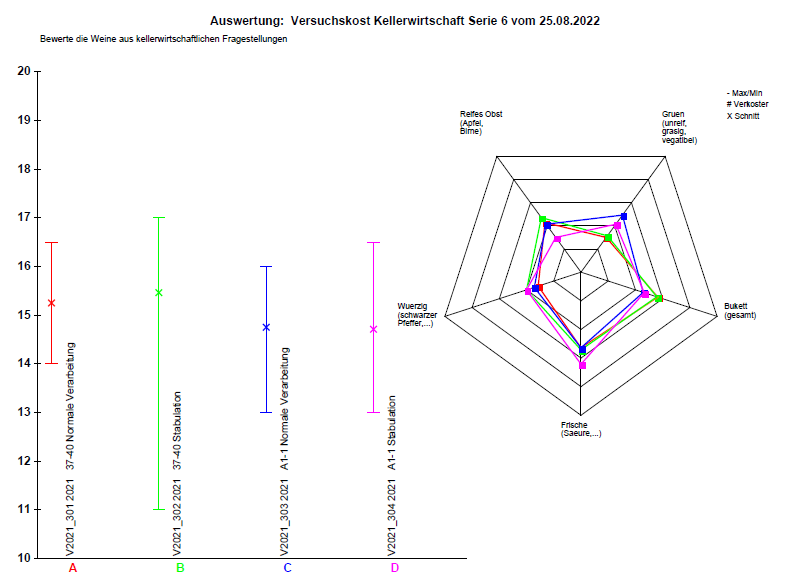 Auswertung: Versuchskost Kellerwirtschaft Serie 6 vom 25.08.2022
Bewerte die Weine aus kellerwirtschaftlichen Fragestellungen
20
19
18
17
16
15
14
13
12
11
10
V2021_301 2021 37-40 Normale Verarbeitung
V2021_302 2021 37-40 Stabulation
V2021_303 2021 A1-1 Normale Verarbeitung
V2021_304 2021 A1-1 Stabulation
A
B
C
D
- Max/Min
# Verkoster
X Schnitt
Reifes Obst
(Apfel,
Birne)
Gruen
(unreif,
grasig,
vegatibel)
Wuerzig
(schwarzer
Pfeffer,...)
Bukett
(gesamt)
Frische
(Saeure,...)